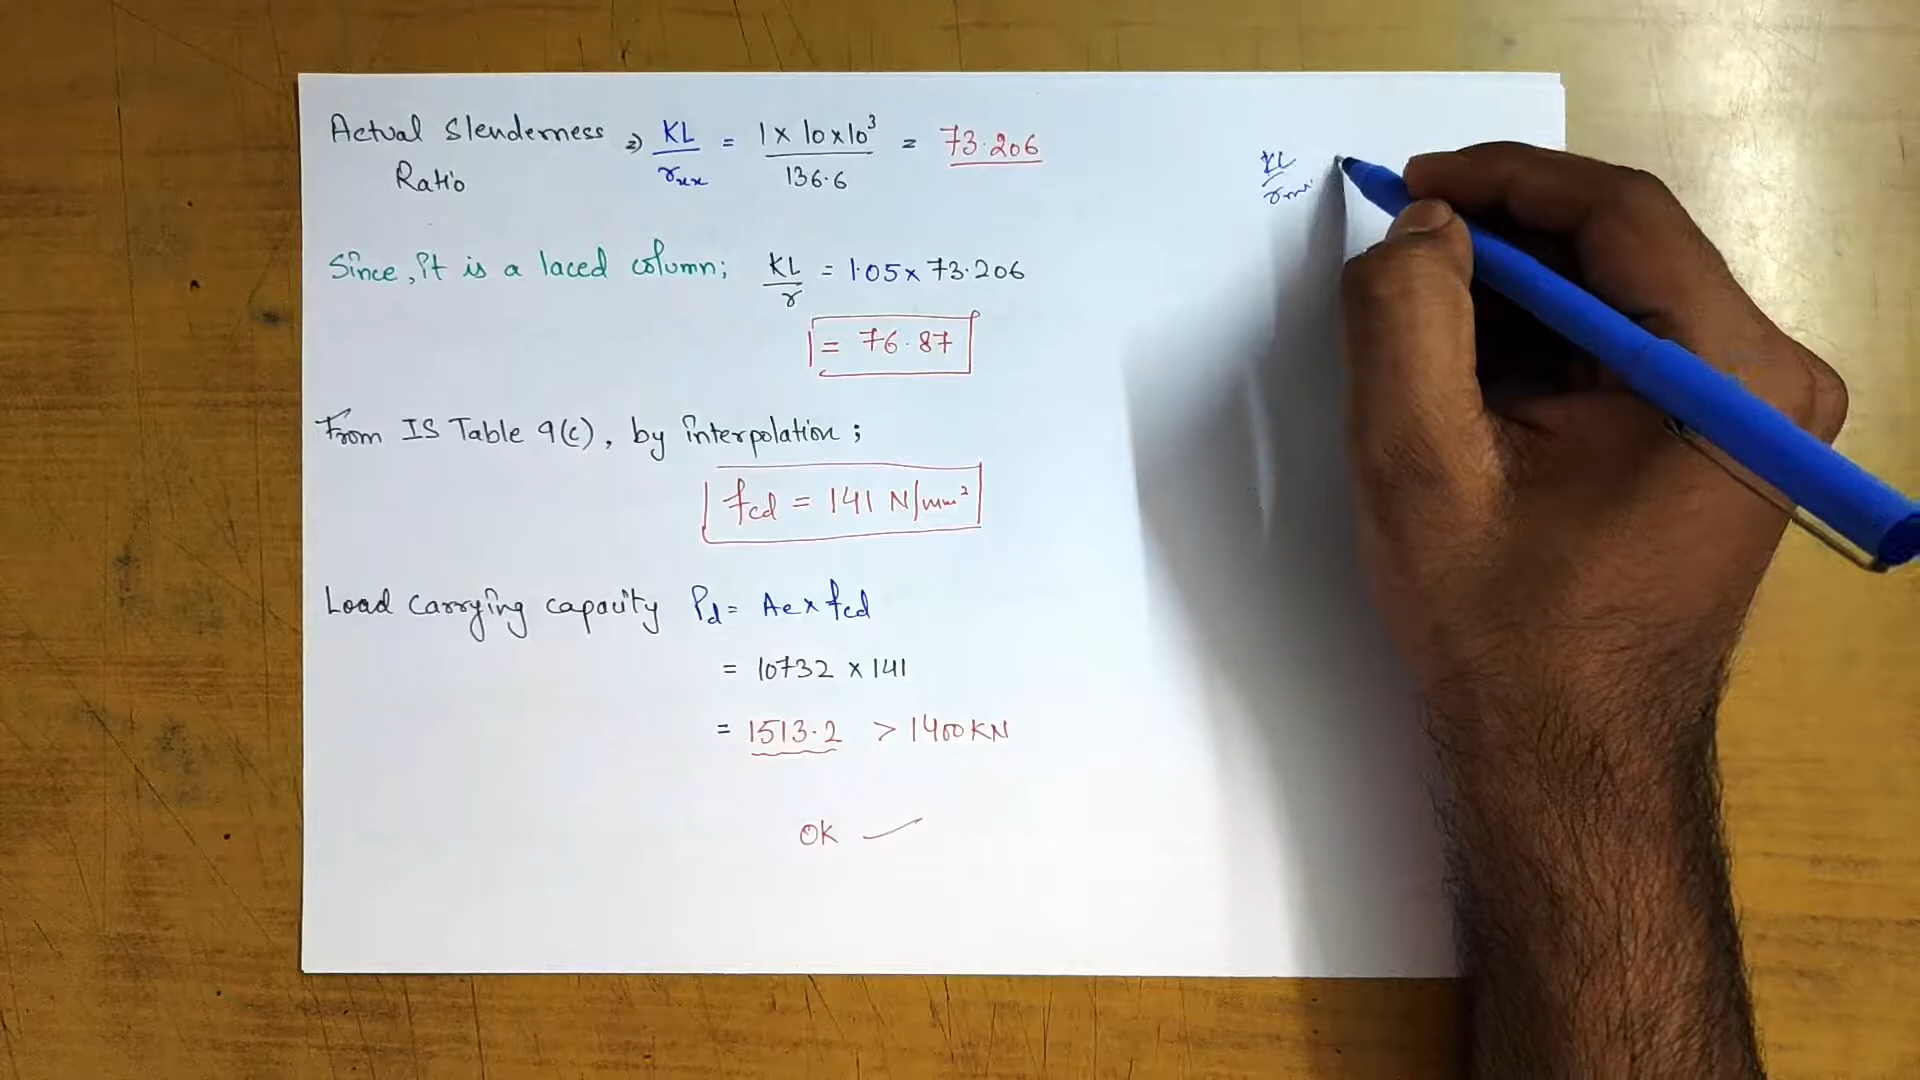 Actual Slenderness Ratio => KL/rxx = 1 x 10 x 10³/136.6 = 73.206
KL/rmi
Since, it is a laced column; KL/r = 1.05 x 73.206
= 76.87
From IS Table 9(c), by interpolation;
fcd = 141 N/mm²
Load carrying capacity Pd = Ae x fcd
= 10732 x 141
= 1513.2 > 1400 KN
OK